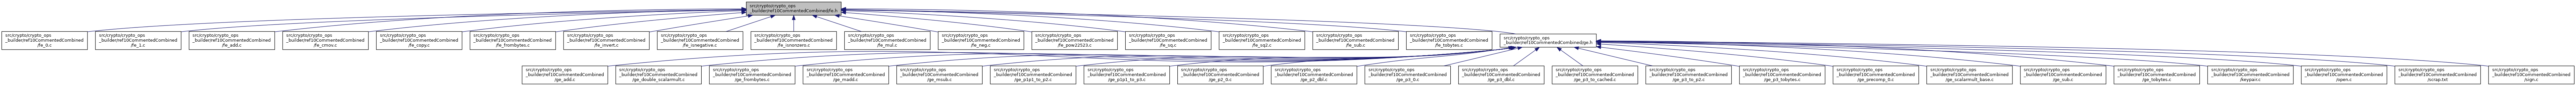 src/crypto/crypto_ops
_builder/ref10CommentedCombined/fe.h
src/crypto/crypto_ops
_builder/ref10CommentedCombined
/fe_0.c
src/crypto/crypto_ops
_builder/ref10CommentedCombined
/fe_1.c
src/crypto/crypto_ops
_builder/ref10CommentedCombined
/fe_add.c
src/crypto/crypto_ops
_builder/ref10CommentedCombined
/fe_cmov.c
src/crypto/crypto_ops
_builder/ref10CommentedCombined
/fe_copy.c
src/crypto/crypto_ops
_builder/ref10CommentedCombined
/fe_frombytes.c
src/crypto/crypto_ops
_builder/ref10CommentedCombined
/fe_invert.c
src/crypto/crypto_ops
_builder/ref10CommentedCombined
/fe_isnegative.c
src/crypto/crypto_ops
_builder/ref10CommentedCombined
/fe_isnonzero.c
src/crypto/crypto_ops
_builder/ref10CommentedCombined
/fe_mul.c
src/crypto/crypto_ops
_builder/ref10CommentedCombined
/fe_neg.c
src/crypto/crypto_ops
_builder/ref10CommentedCombined
/fe_pow22523.c
src/crypto/crypto_ops
_builder/ref10CommentedCombined
/fe_sq.c
src/crypto/crypto_ops
_builder/ref10CommentedCombined
/fe_sq2.c
src/crypto/crypto_ops
_builder/ref10CommentedCombined
/fe_sub.c
src/crypto/crypto_ops
_builder/ref10CommentedCombined
/fe_tobytes.c
src/crypto/crypto_ops
_builder/ref10CommentedCombined/ge.h
src/crypto/crypto_ops
_builder/ref10CommentedCombined
/ge_add.c
src/crypto/crypto_ops
_builder/ref10CommentedCombined
/ge_double_scalarmult.c
src/crypto/crypto_ops
_builder/ref10CommentedCombined
/ge_frombytes.c
src/crypto/crypto_ops
_builder/ref10CommentedCombined
/ge_madd.c
src/crypto/crypto_ops
_builder/ref10CommentedCombined
/ge_msub.c
src/crypto/crypto_ops
_builder/ref10CommentedCombined
/ge_p1p1_to_p2.c
src/crypto/crypto_ops
_builder/ref10CommentedCombined
/ge_p1p1_to_p3.c
src/crypto/crypto_ops
_builder/ref10CommentedCombined
/ge_p2_0.c
src/crypto/crypto_ops
_builder/ref10CommentedCombined
/ge_p2_dbl.c
src/crypto/crypto_ops
_builder/ref10CommentedCombined
/ge_p3_0.c
src/crypto/crypto_ops
_builder/ref10CommentedCombined
/ge_p3_dbl.c
src/crypto/crypto_ops
_builder/ref10CommentedCombined
/ge_p3_to_cached.c
src/crypto/crypto_ops
_builder/ref10CommentedCombined
/ge_p3_to_p2.c
src/crypto/crypto_ops
_builder/ref10CommentedCombined
/ge_p3_tobytes.c
src/crypto/crypto_ops
_builder/ref10CommentedCombined
/ge_precomp_0.c
src/crypto/crypto_ops
_builder/ref10CommentedCombined
/ge_scalarmult_base.c
src/crypto/crypto_ops
_builder/ref10CommentedCombined
/ge_sub.c
src/crypto/crypto_ops
_builder/ref10CommentedCombined
/ge_tobytes.c
src/crypto/crypto_ops
_builder/ref10CommentedCombined
/keypair.c
src/crypto/crypto_ops
_builder/ref10CommentedCombined
/open.c
src/crypto/crypto_ops
_builder/ref10CommentedCombined
/scrap.txt
src/crypto/crypto_ops
_builder/ref10CommentedCombined
/sign.c